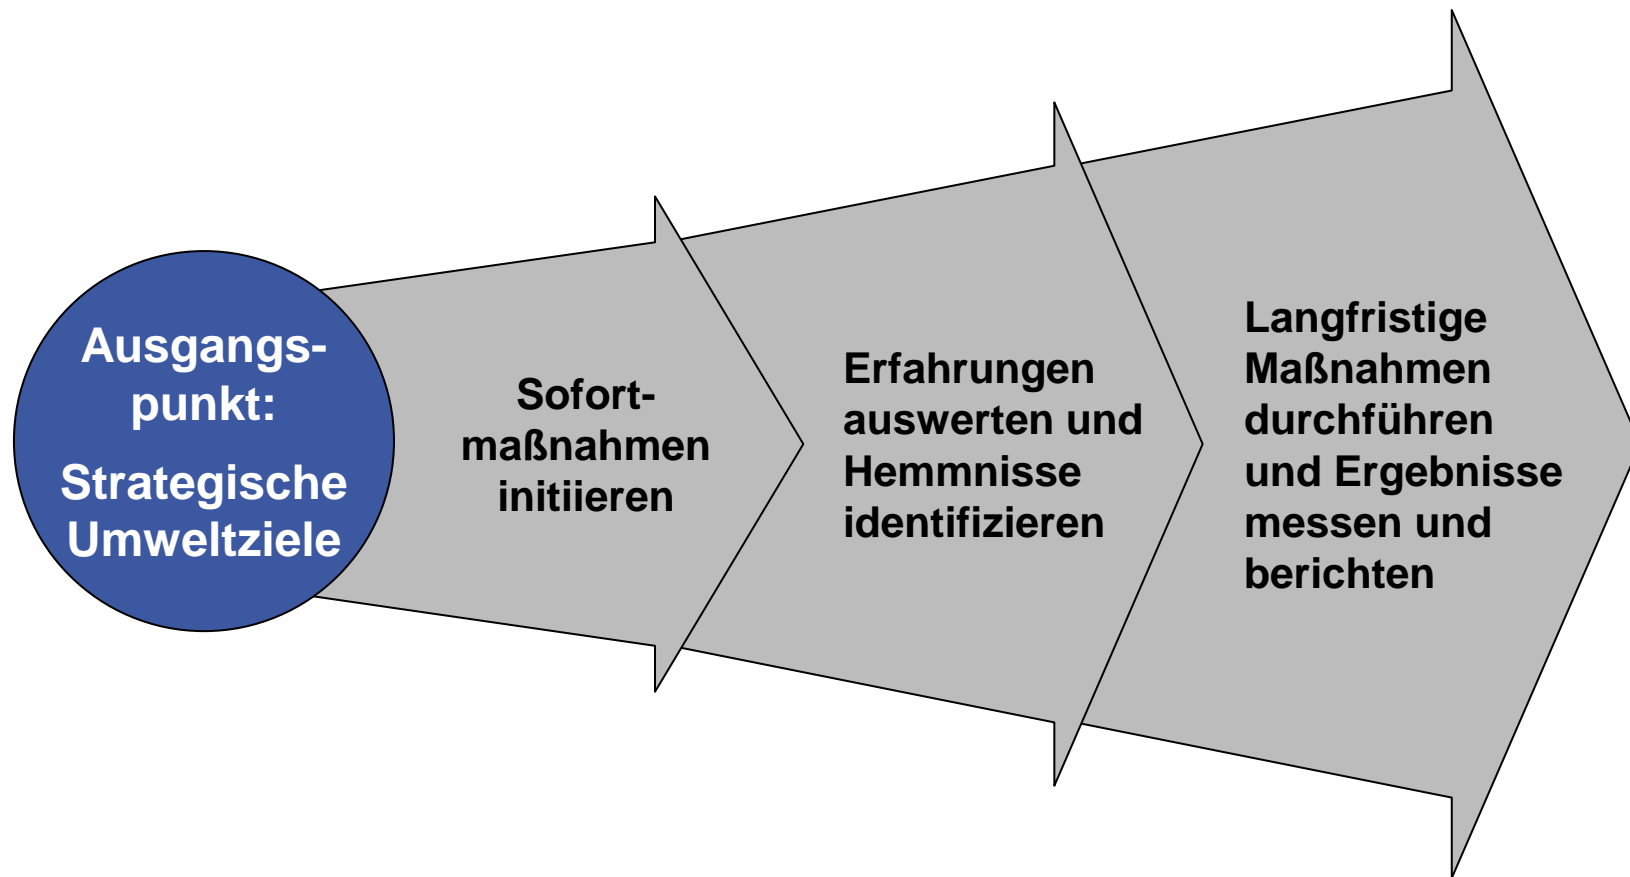 Ausgangs-
punkt:
Strategische
Umweltziele
Sofort-
maßnahmen
initiieren
Erfahrungen
auswerten und
Hemmnisse
identifizieren
Langfristige
Maßnahmen
durchführen
und Ergebnisse
messen und
berichten